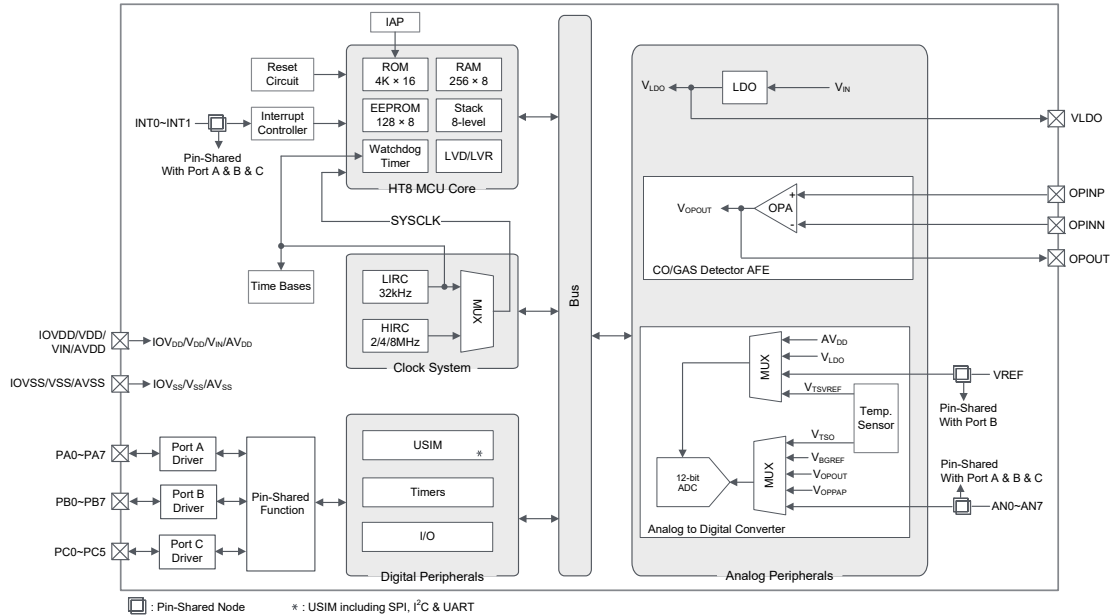 IAP
Reset
Circuit
ROM
4K × 16
RAM
256 × 8
INT0~INT1
Interrupt
Controller
EEPROM
128 × 8
Stack
8-level
Pin-Shared
With Port A & B & C
Watchdog
Timer
LVD/LVR
HT8 MCU Core
SYSCLK
Time Bases
LIRC
32kHz
HIRC
2/4/8MHz
MUX
Clock System
IOVDD/VDD/
VIN/AVDD
IOVDD/VDD/VIN/AVDD
IOVSS/VSS/AVSS
IOVSS/VSS/AVSS
PA0~PA7
Port A
Driver
PB0~PB7
Port B
Driver
PC0~PC5
Port C
Driver
Pin-Shared
Function
USIM
*
Timers
I/O
Digital Peripherals
Bus
VLDO
LDO
VIN
VLDO
VOPOUT
OPA
+
-
CO/GAS Detector AFE
OPINP
OPINN
OPOUT
MUX
AVDD
VLDO
VTSVREF
Temp.
Sensor
VREF
Pin-Shared
With Port B
12-bit
ADC
MUX
VTSO
VBGREF
VOPOUT
VOPPAP
Pin-Shared
With Port A & B & C
AN0~AN7
Analog to Digital Converter
Analog Peripherals
: Pin-Shared Node
* : USIM including SPI, I²C & UART